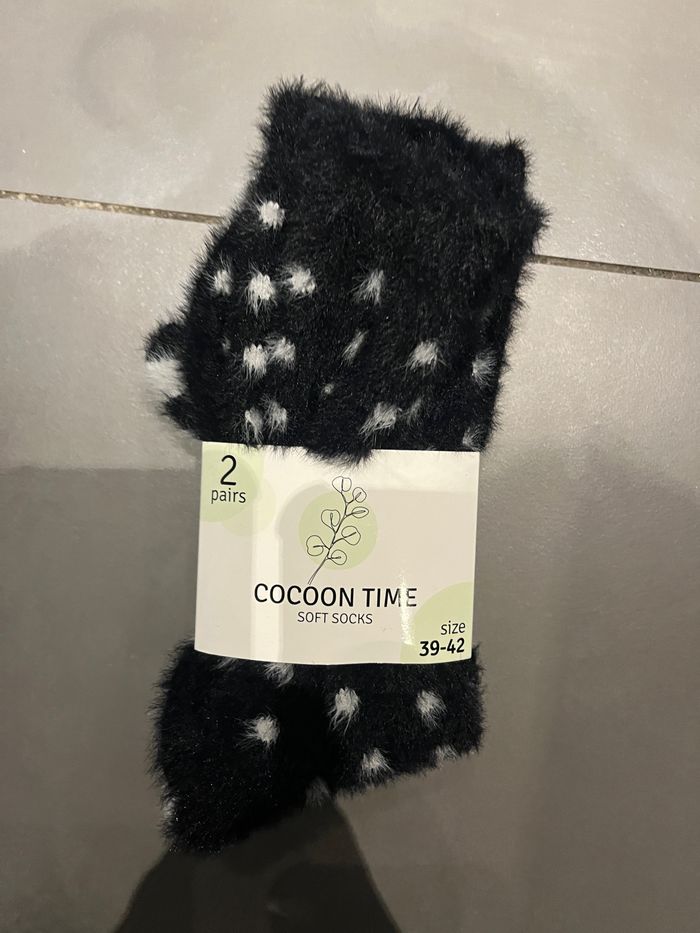 2
pairs
COCOON TIME
SOFT SOCKS
size
39-42